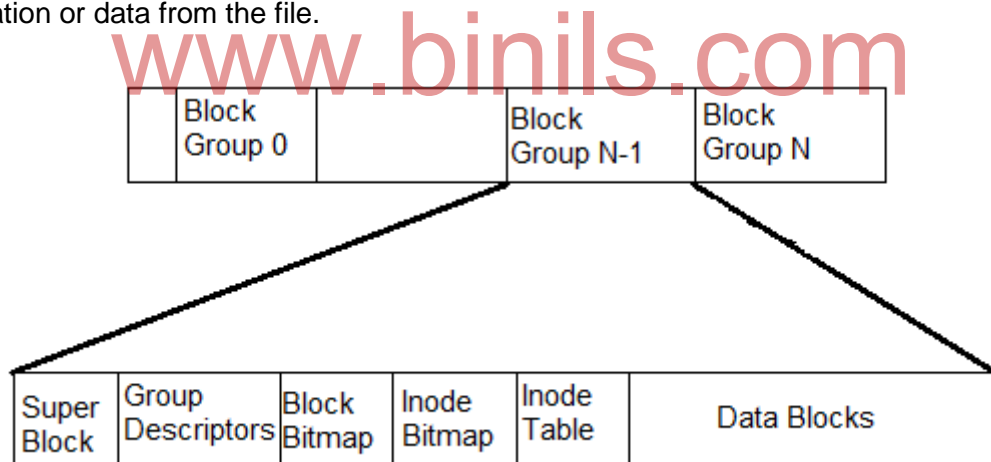 ation or data from the file.
www.binils.com
Block
Group 0
Block
Group N-1
Block
Group N
Super
Block
Group
Descriptors
Block
Bitmap
Inode
Bitmap
Inode
Table
Data Blocks